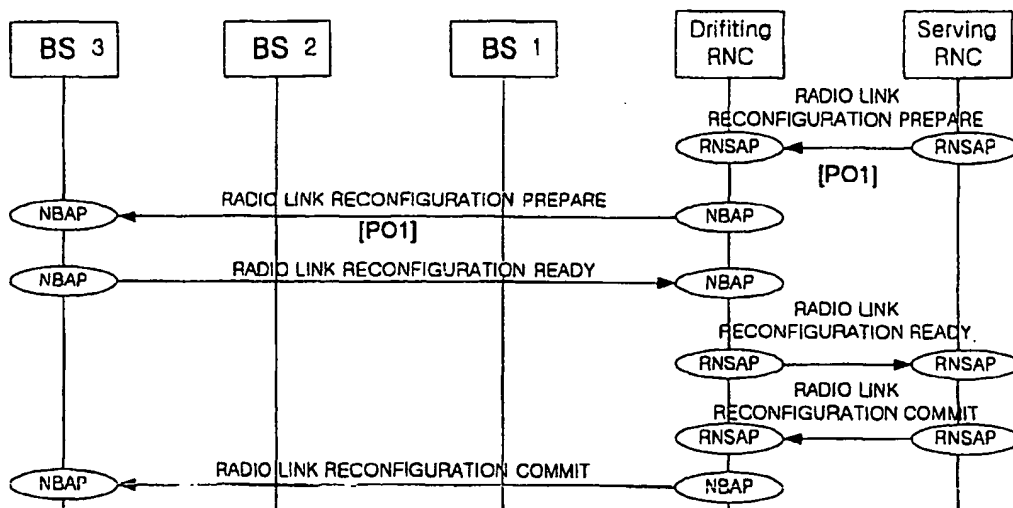 BS 3
BS 2
BS 1
Drifiting
RNC
Serving
RNC
RADIO LINK
RECONFIGURATION PREPARE
RNSAP
RNSAP
[PO1]
RADIO LINK RECONFIGURATION PREPARE
NBAP
NBAP
[PO1]
RADIO LINK RECONFIGURATION READY
NBAP
NBAP
RADIO LINK
RECONFIGURATION READY.
RNSAP
RNSAP
RADIO LINK
RECONFIGURATION COMMIT
RNSAP
RNSAP
RADIO LINK RECONFIGURATION COMMIT
NBAP
NBAP